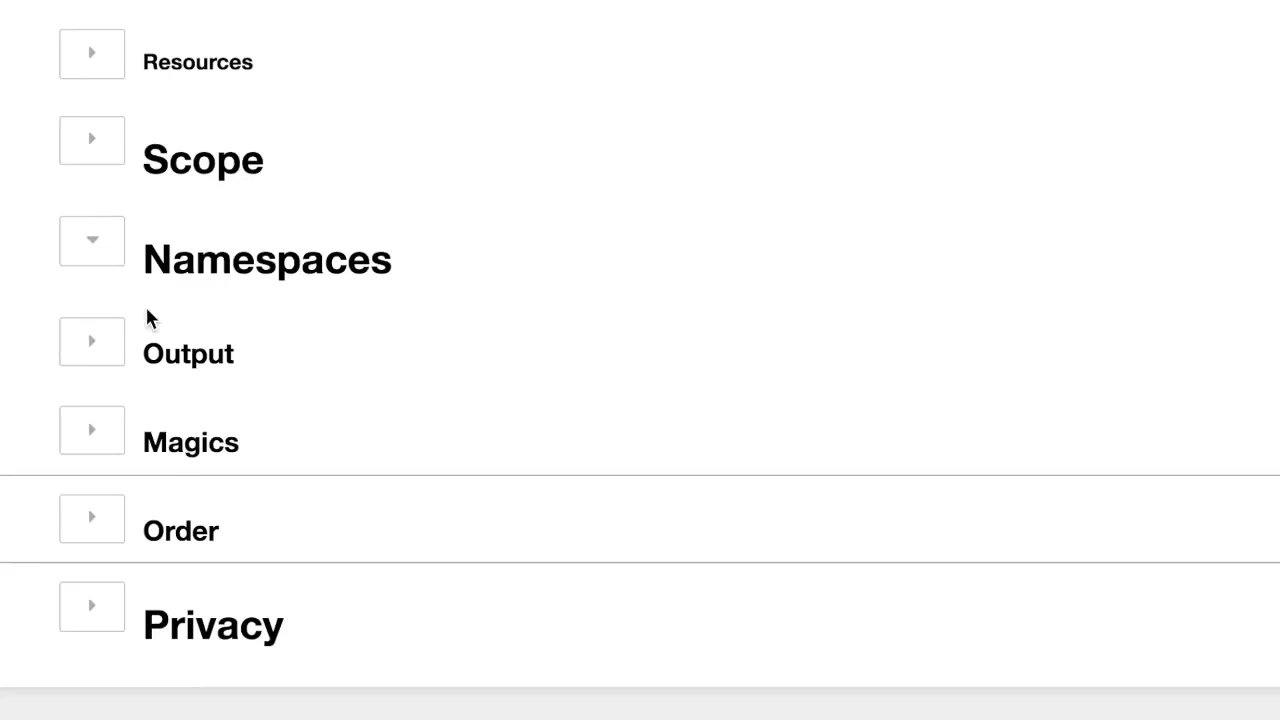 Resources
Scope
Namespaces
Output
Magics
Order
Privacy